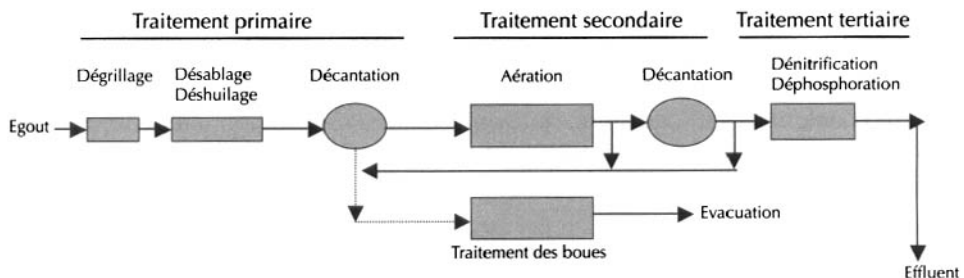 Traitement primaire
Traitement secondaire
Traitement tertiaire
Dégrillage
Désablage
Déshuilage
Décantation
Aération
Décantation
Dénitrification
Déphosphoration
Egout
Evacuation
Traitement des boues
Effluent